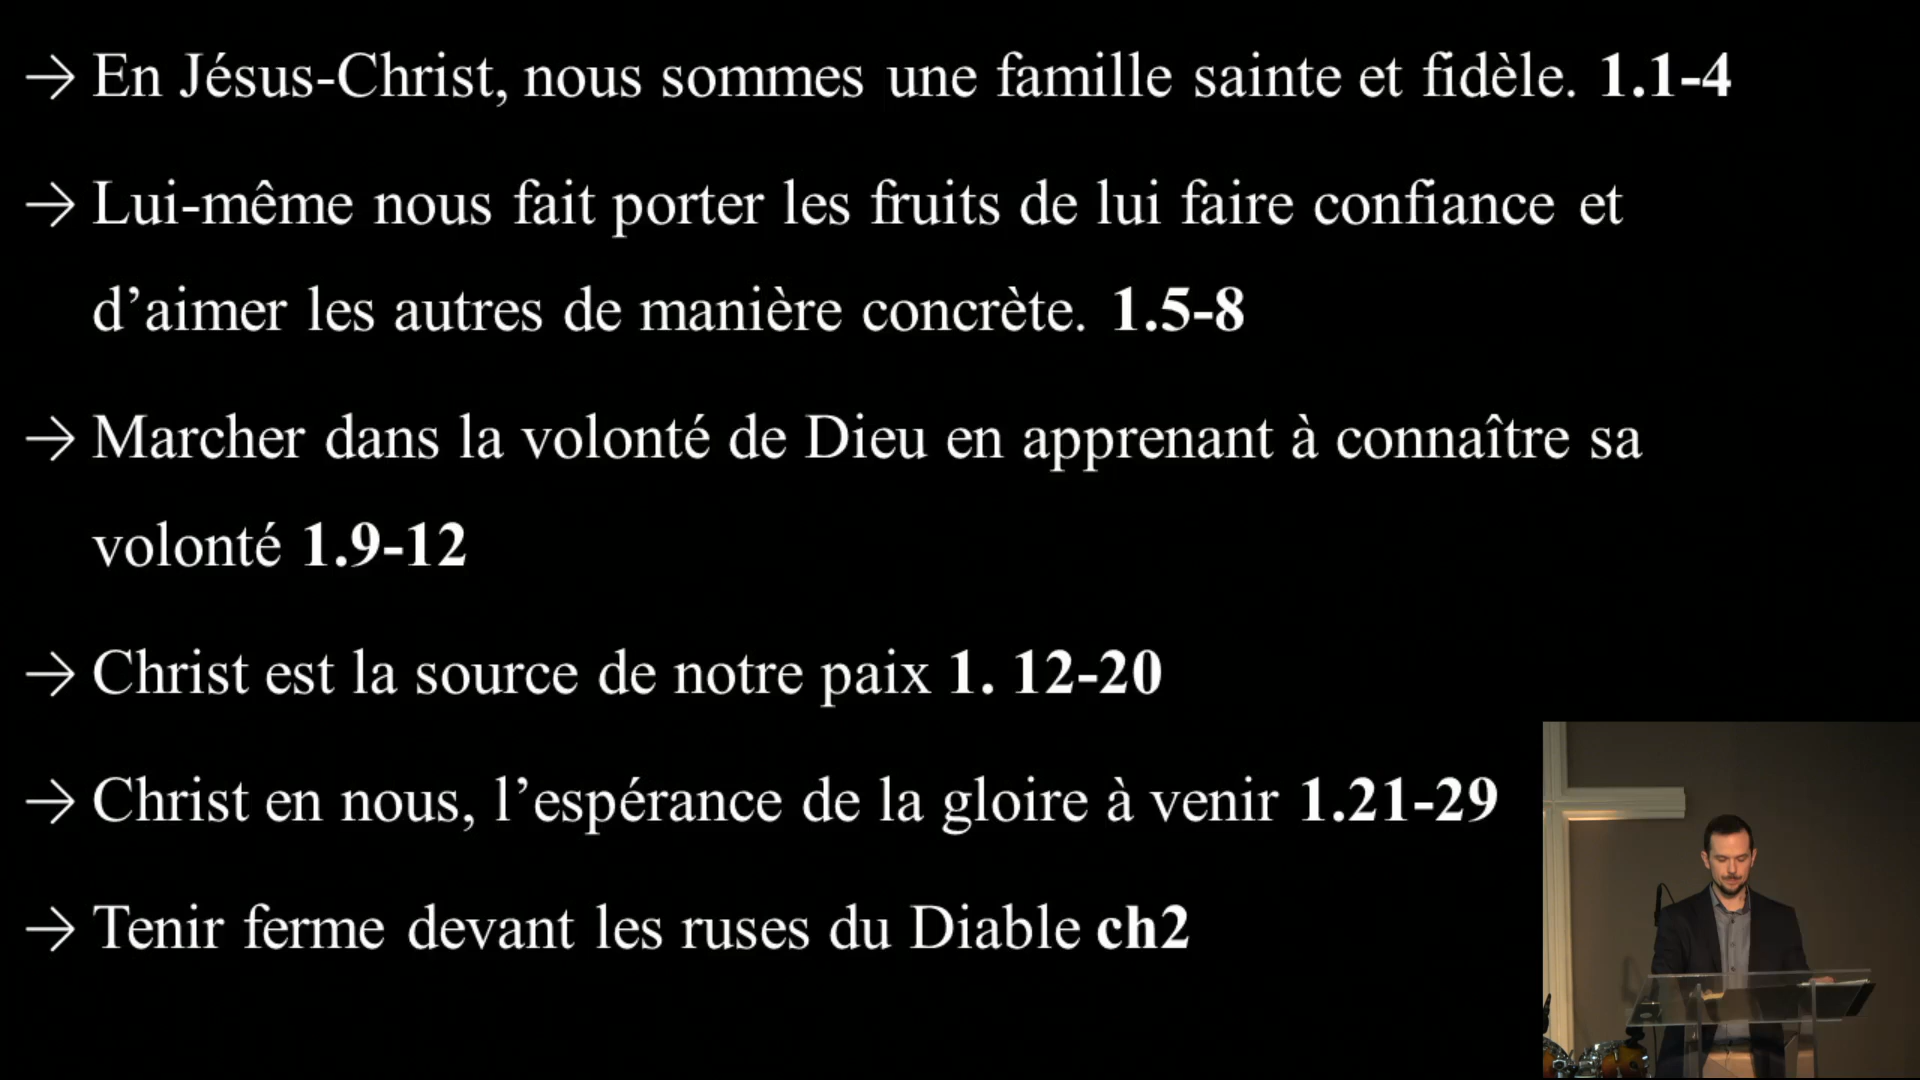 → En Jésus-Christ, nous sommes une famille sainte et fidèle. 1.1-4
→ Lui-même nous fait porter les fruits de lui faire confiance et
d’aimer les autres de manière concrète. 1.5-8
→ Marcher dans la volonté de Dieu en apprenant à connaître sa
volonté 1.9-12
→ Christ est la source de notre paix 1. 12-20
→ Christ en nous, l’espérance de la gloire à venir 1.21-29
→ Tenir ferme devant les ruses du Diable ch2